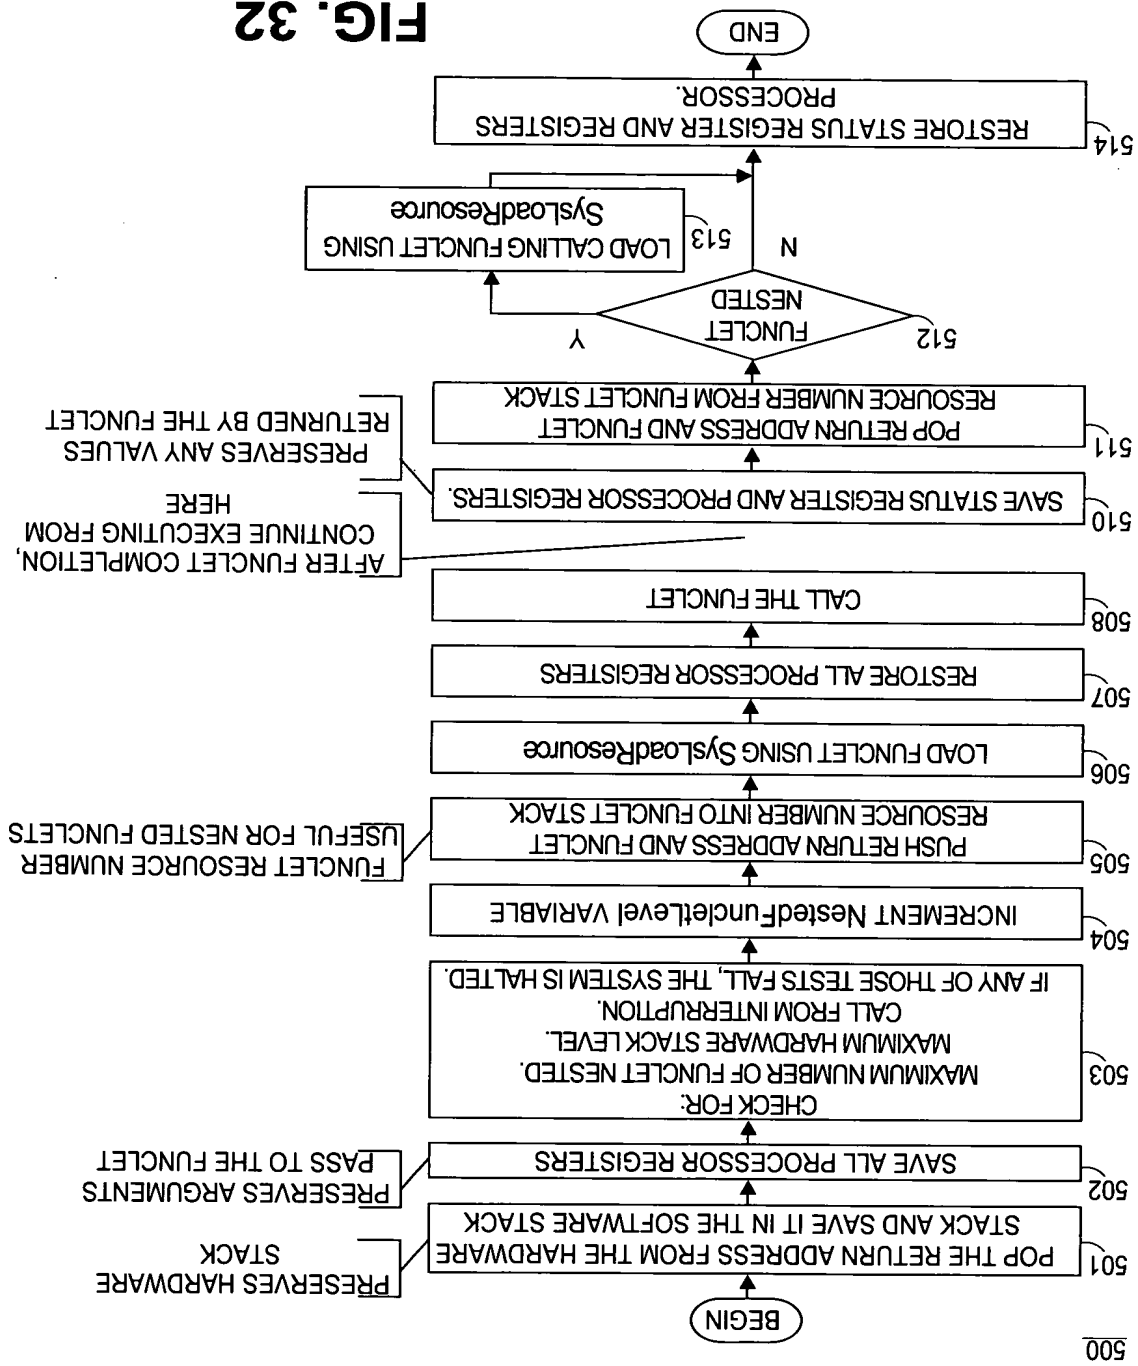 500
BEGIN
501
POP THE RETURN ADDRESS FROM THE HARDWARE
STACK AND SAVE IT IN THE SOFTWARE STACK
PRESERVES HARDWARE
STACK
502
SAVE ALL PROCESSOR REGISTERS
PRESERVES ARGUMENTS
PASS TO THE FUNCLET
503
CHECK FOR:
MAXIMUM NUMBER OF FUNCLET NESTED.
MAXIMUM HARDWARE STACK LEVEL.
CALL FROM INTERRUPTION.
IF ANY OF THOSE TESTS FALL, THE SYSTEM IS HALTED.
504
INCREMENT NestedFuncletLevel VARIABLE
505
PUSH RETURN ADDRESS AND FUNCLET
RESOURCE NUMBER INTO FUNCLET STACK
FUNCLET RESOURCE NUMBER
USEFUL FOR NESTED FUNCLETS
506
LOAD FUNCLET USING SysLoadResource
507
RESTORE ALL PROCESSOR REGISTERS
508
CALL THE FUNCLET
AFTER FUNCLET COMPLETION,
CONTINUE EXECUTING FROM
HERE
510
SAVE STATUS REGISTER AND PROCESSOR REGISTERS.
PRESERVES ANY VALUES
RETURNED BY THE FUNCLET
511
POP RETURN ADDRESS AND FUNCLET
RESOURCE NUMBER FROM FUNCLET STACK
512
FUNCLET
NESTED
Y
N
513
LOAD CALLING FUNCLET USING
SysLoadResource
514
RESTORE STATUS REGISTER AND REGISTERS
PROCESSOR.
END
FIG. 32